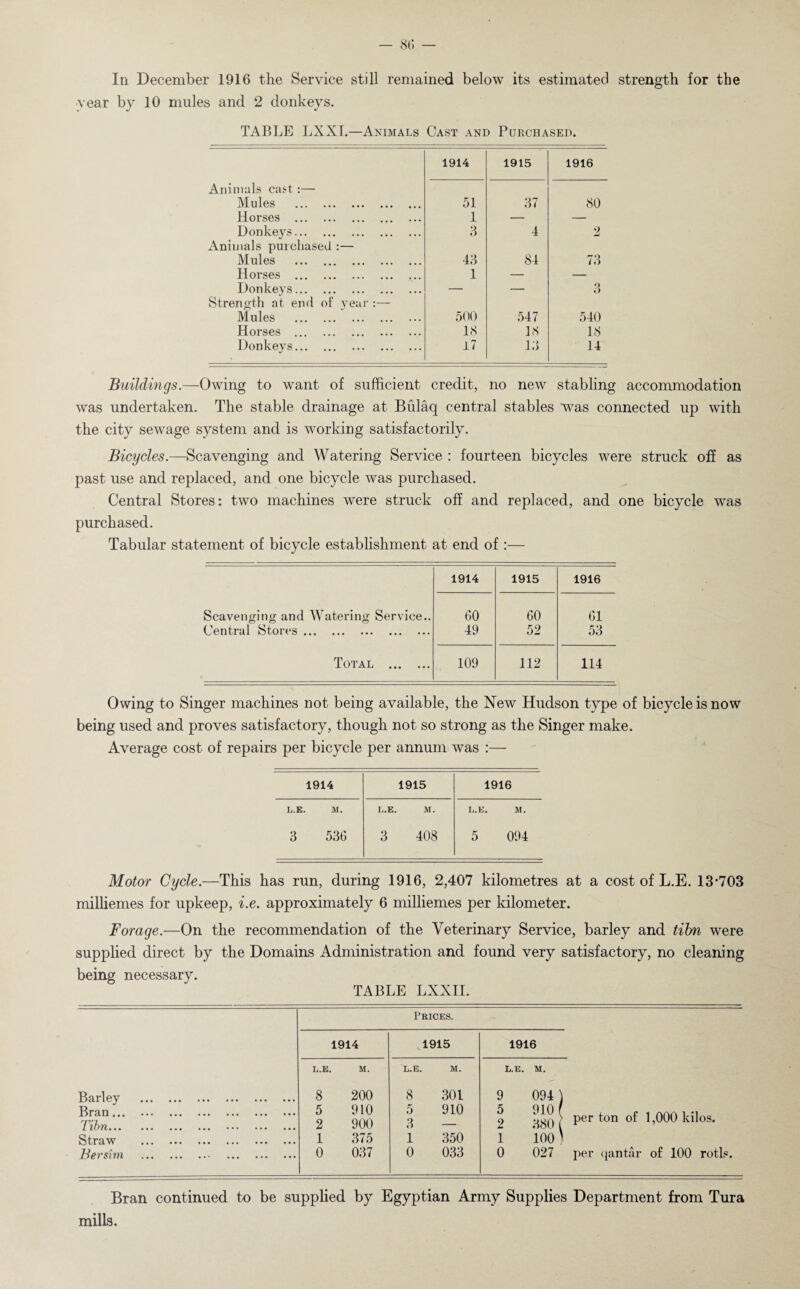 — 86 —
In December 1916 the Service still remained below its estimated strength for the
year by 10 mules and 2 donkeys.
TABLE LXXI.—Animals Cast and Purchased.
1914 1915 1916
Animals cast :—
Mules ... ... ... ... ... 51 37 80
Horses ... ... ... ... ... 1 — —
Donkeys... ... ... ... ... 3 4 2
Animals purchased :—
Mules ... ... ... ... ... 43 84 73
Horses ... ... ... ... ... 1 — —
Donkeys... ... ... ... ... — — 3
Strength at end of year :—
Mules ... ... ... ... ... 500 547 540
Horses ... ... ... ... ... 18 18 18
Donkeys... ... ... ... ... 17 13 14
Buildings.—Owing to want of sufficient credit, no new stabling accommodation
was undertaken. The stable drainage at Bûlâq central stables was connected up with
the city sewage system and is working satisfactorily.
Bicycles.—Scavenging and Watering Service : fourteen bicycles were struck off as
past use and replaced, and one bicycle was purchased.
Central Stores: two machines were struck off and replaced, and one bicycle was
purchased.
Tabular statement of bicycle establishment at end of :—
1914 1915 1916
Scavenging and Watering Service.. 60 60 61
Central Stores ... ... ... ... ... 49 52 53
Total ... ... 109 112 114
Owing to Singer machines not being available, the New Hudson type of bicycle is now
being used and proves satisfactory, though not so strong as the Singer make.
Average cost of repairs per bicycle per annum was :—
1914 1915 1916
L.E. M. L.E. M. L.E. M.
3 536 3 408 5 094
Motor Cycle.—This has run, during 1916, 2,407 kilometres at a cost of L.E. 13·703
milliemes for upkeep, i.e. approximately 6 milliemes per kilometer.
Forage.—On the recommendation of the Veterinary Service, barley and tibn were
supplied direct by the Domains Administration and found very satisfactory, no cleaning
being necessary.
TABLE LXXII.
Prices.
1914 1915 1916
L.E. M. L.E. M. L.E. M.
Barley ... ... ... ... ... ... 8 200 8 301 9 094
Bran ... ... ... ... ... ... ... 5 910 5 910 5 910
Tibn... ... ... ... ... ... ... 2 900 3 — 2 380 per ton of 1,000 kilos.
Straw ... ... ... ... ... ... 1 375 1 350 1 100
Bersim ... ... ... ... ... ... 0 037 0 033 0 027 per qantâr of 100 rotls.
Bran continued to be supplied by Egyptian Army Supplies Department from Tura
mills.